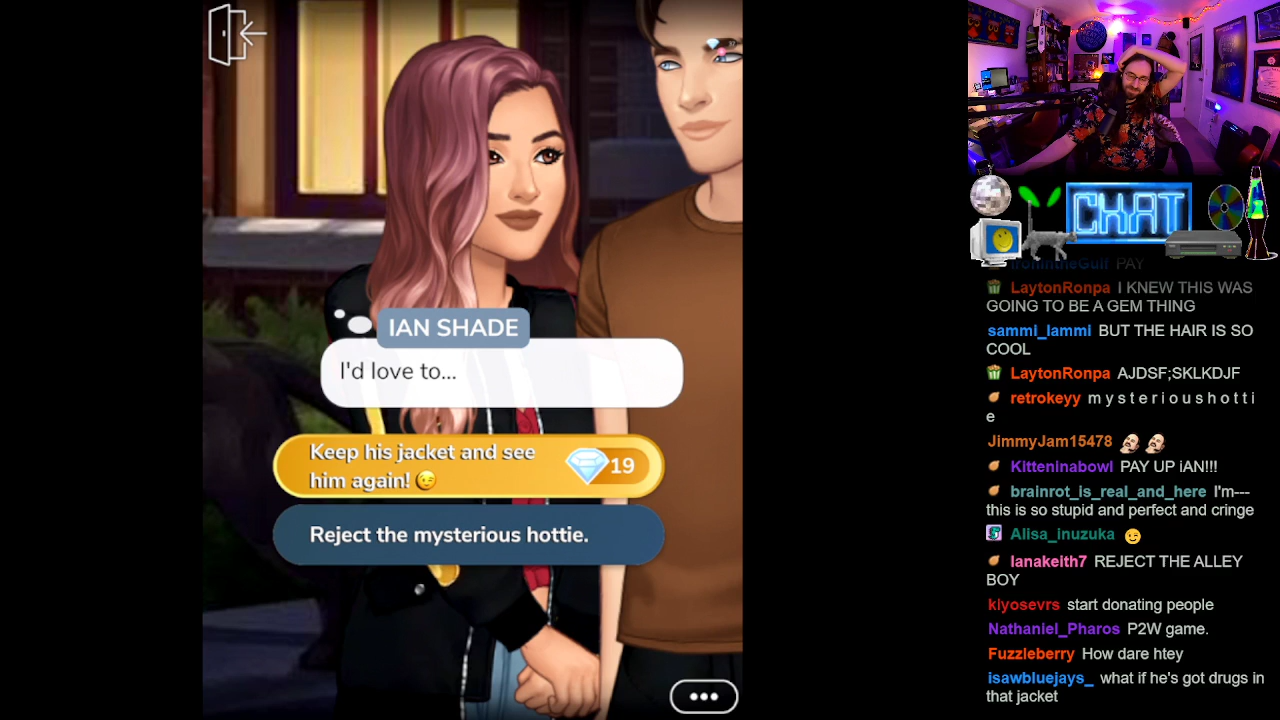 IAN SHADE
I'd love to...
Keep his jacket and see
him again! 😉
19
Reject the mysterious hottie.
CHAT
IronintheGulf PAY
LaytonRonpa I KNEW THIS WAS
GOING TO BE A GEM THING
sammi_lammi BUT THE HAIR IS SO
COOL
LaytonRonpa AJDSF;SKLKDJF
retrokeyy m y s t e r i o u s h o t t i
e
JimmyJam15478
Kitteninabowl PAY UP iAN!!!
brainrot_is_real_and_here I'm---
this is so stupid and perfect and cringe
Alisa_inuzuka 😉
lanakeith7 REJECT THE ALLEY
BOY
klyosevrs start donating people
Nathaniel_Pharos P2W game.
Fuzzleberry How dare htey
isawbluejays_ what if he's got drugs in
that jacket